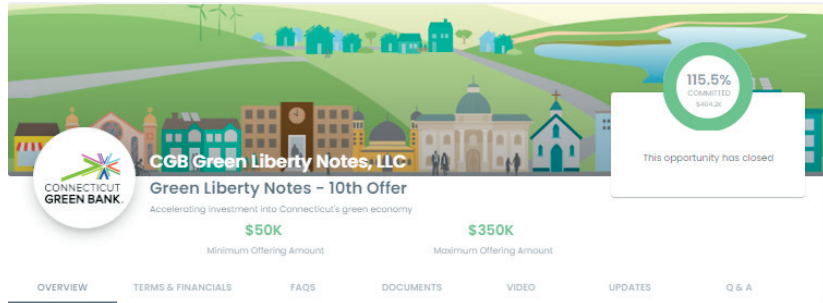 115.5%
COMMITTED
$404.2K
This opportunity has closed
CONNECTICUT
GREEN BANK
CGB Green Liberty Notes, LLC
Green Liberty Notes - 10th Offer
Accelerating investment into Connecticut's green economy
$50K $350K
Minimum Offering Amount Maximum Offering Amount
OVERVIEW TERMS & FINANCIALS FAQS DOCUMENTS VIDEO UPDATES Q & A